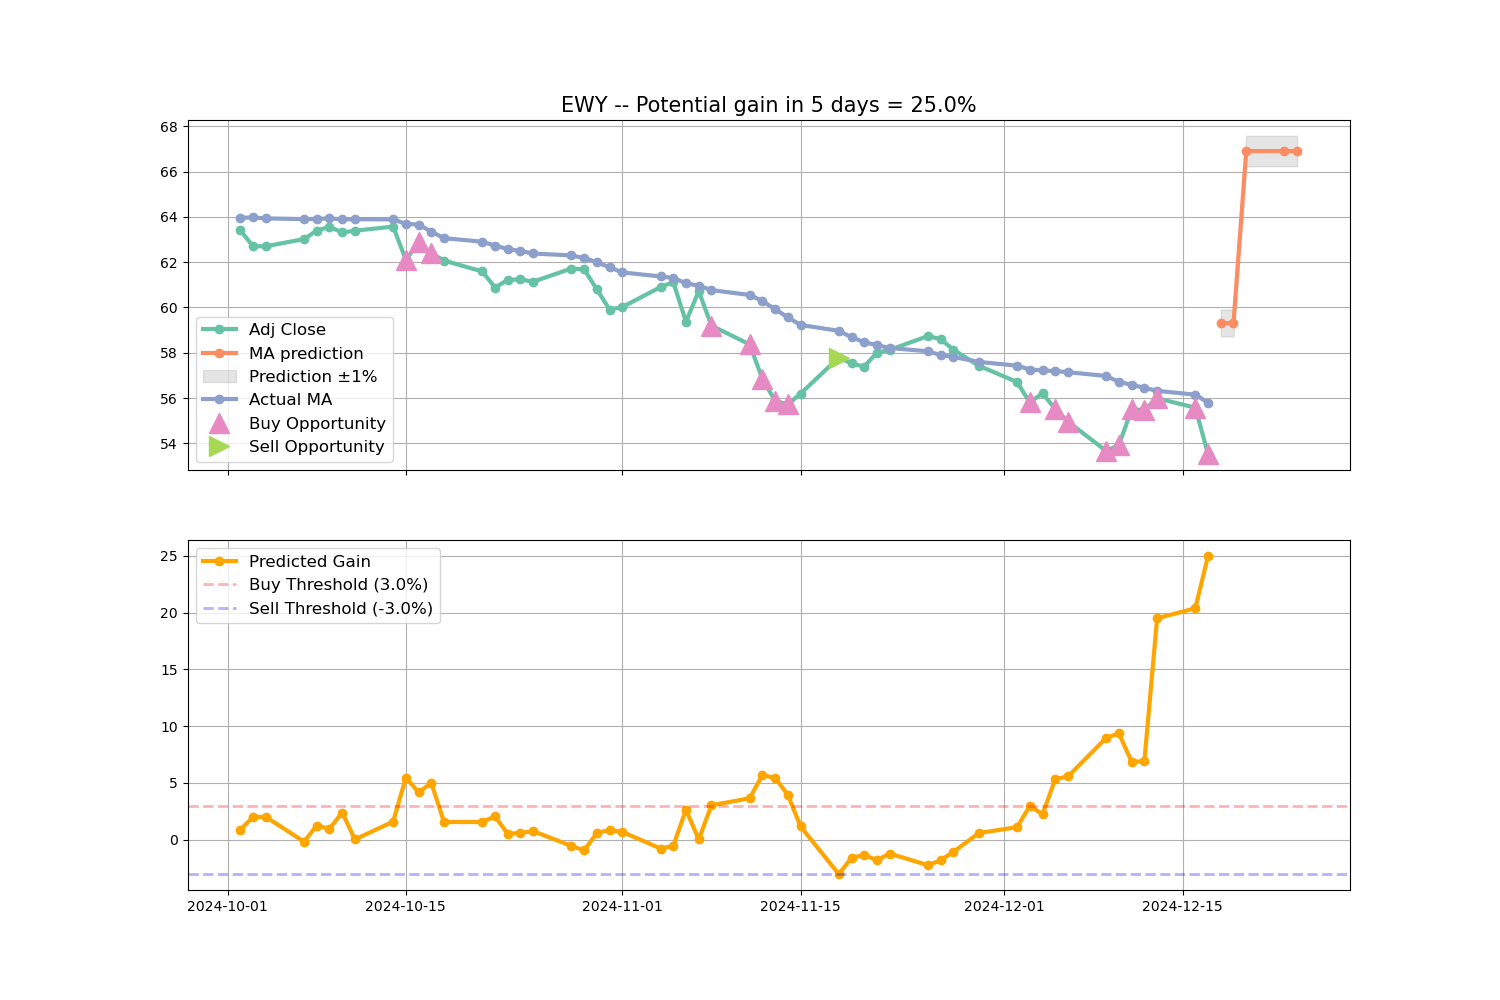 EWY -- Potential gain in 5 days = 25.0%
68
66
64
62
60
58
56
54
Adj Close
MA prediction
Prediction ±1%
Actual MA
Buy Opportunity
Sell Opportunity
25
20
15
10
5
0
Predicted Gain
Buy Threshold (3.0%)
Sell Threshold (-3.0%)
2024-10-01 2024-10-15 2024-11-01 2024-11-15 2024-12-01 2024-12-15